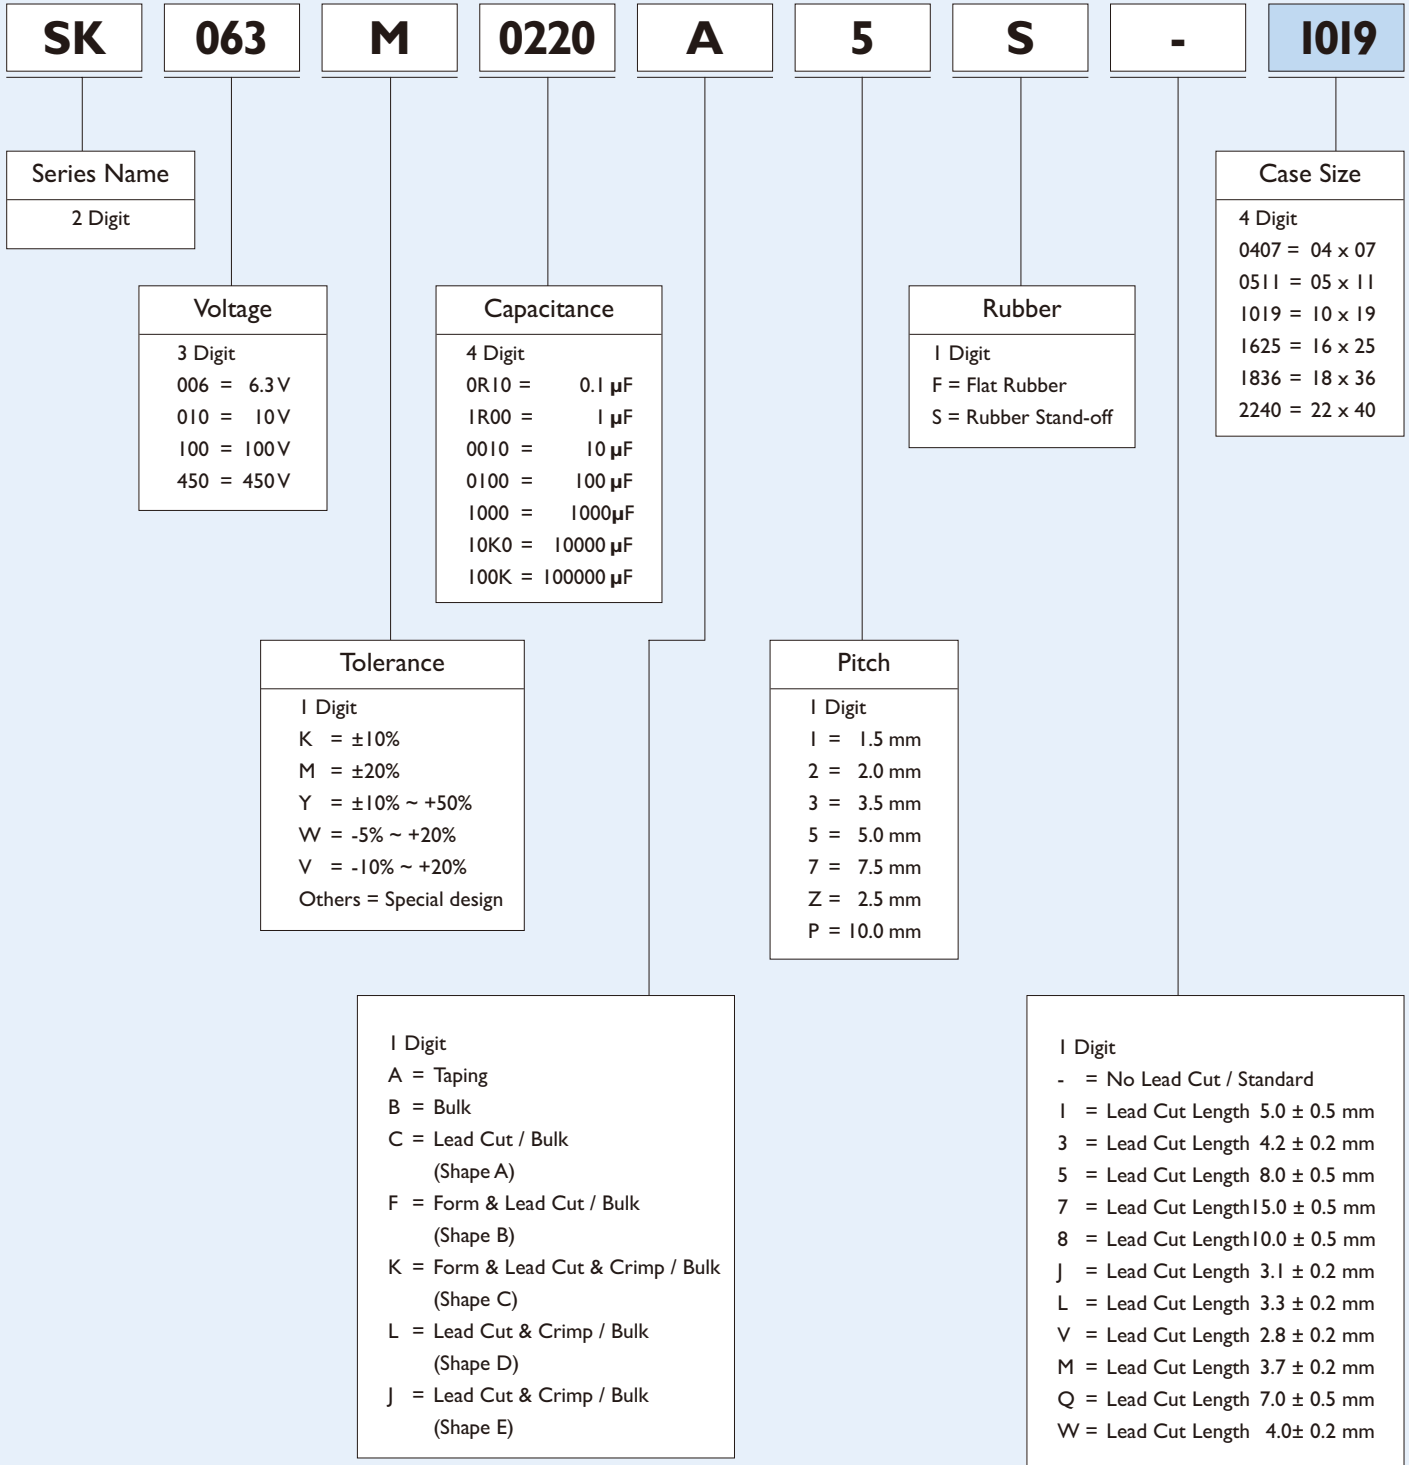 SK 063 M 0220 A 5 S - 1019
Series Name
2 Digit
Voltage
3 Digit
006 = 6.3 V
010 = 10 V
100 = 100 V
450 = 450 V
Capacitance
4 Digit
0R10 = 0.1 µF
1R00 = 1 µF
0010 = 10 µF
0100 = 100 µF
1000 = 1000µF
10K0 = 10000 µF
100K = 100000 µF
Rubber
1 Digit
F = Flat Rubber
S = Rubber Stand-off
Case Size
4 Digit
0407 = 04 x 07
0511 = 05 x 11
1019 = 10 x 19
1625 = 16 x 25
1836 = 18 x 36
2240 = 22 x 40
Tolerance
1 Digit
K = ±10%
M = ±20%
Y = ±10% ~ +50%
W = -5% ~ +20%
V = -10% ~ +20%
Others = Special design
Pitch
1 Digit
1 = 1.5 mm
2 = 2.0 mm
3 = 3.5 mm
5 = 5.0 mm
7 = 7.5 mm
Z = 2.5 mm
P = 10.0 mm
1 Digit
A = Taping
B = Bulk
C = Lead Cut / Bulk
(Shape A)
F = Form & Lead Cut / Bulk
(Shape B)
K = Form & Lead Cut & Crimp / Bulk
(Shape C)
L = Lead Cut & Crimp / Bulk
(Shape D)
J = Lead Cut & Crimp / Bulk
(Shape E)
1 Digit
- = No Lead Cut / Standard
1 = Lead Cut Length 5.0 ± 0.5 mm
3 = Lead Cut Length 4.2 ± 0.2 mm
5 = Lead Cut Length 8.0 ± 0.5 mm
7 = Lead Cut Length 15.0 ± 0.5 mm
8 = Lead Cut Length 10.0 ± 0.5 mm
J = Lead Cut Length 3.1 ± 0.2 mm
L = Lead Cut Length 3.3 ± 0.2 mm
V = Lead Cut Length 2.8 ± 0.2 mm
M = Lead Cut Length 3.7 ± 0.2 mm
Q = Lead Cut Length 7.0 ± 0.5 mm
W = Lead Cut Length 4.0± 0.2 mm